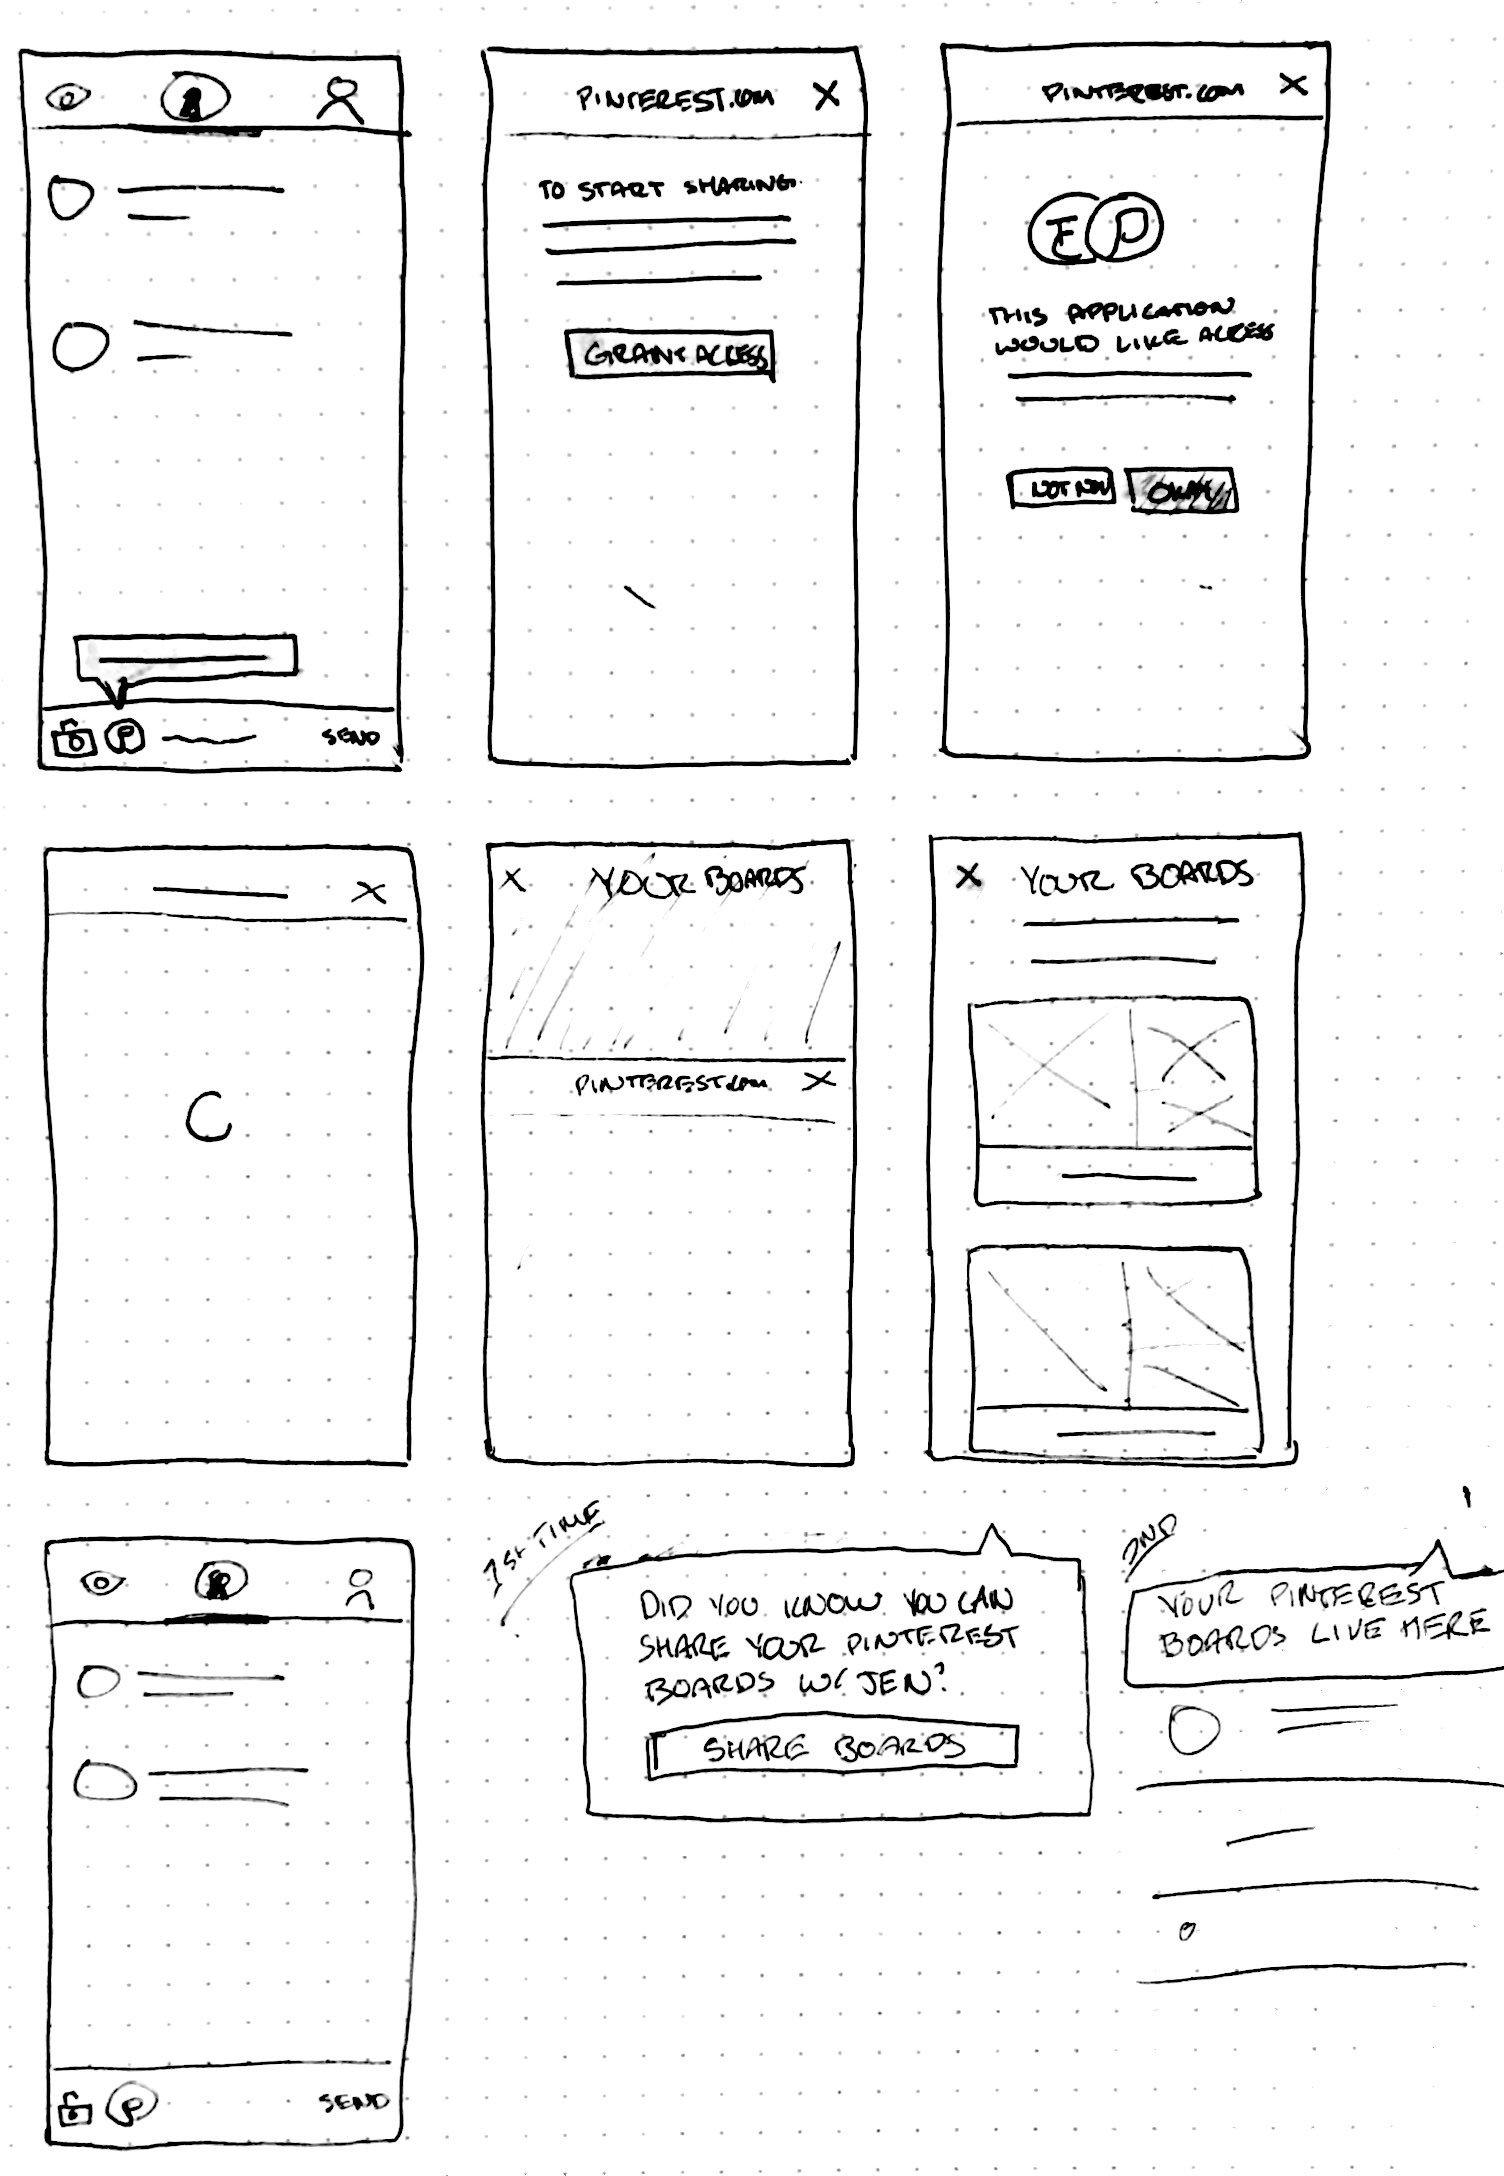 SEND
PINTEREST.COM X
TO START SHARING.
GRANT ACCESS
PINTEREST.COM X
E P
THIS APPLICATION
WOULD LIKE ACCESS
NOT NOW
OKAY
P
X
X YOUR BOARDS
PINTEREST.COM X
X YOUR BOARDS
P
SEND
1ST TIME
DID YOU KNOW YOU CAN
SHARE YOUR PINTEREST
BOARDS W/ JEN?
SHARE BOARDS
2ND
YOUR PINTEREST
BOARDS LIVE HERE